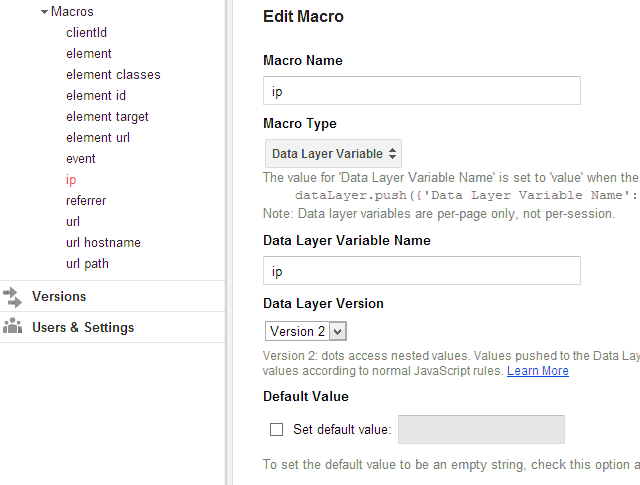 Macros
clientId
element
element classes
element id
element target
element url
event
ip
referrer
url
url hostname
url path
Versions
Users & Settings
Edit Macro
Macro Name
ip
Macro Type
Data Layer Variable
The value for 'Data Layer Variable Name' is set to 'value' when the
dataLayer.push({'Data Layer Variable Name':
Note: Data layer variables are per-page only, not per-session.
Data Layer Variable Name
ip
Data Layer Version
Version 2
Version 2: dots access nested values. Values pushed to the Data Lay
values according to normal JavaScript rules. Learn More
Default Value
Set default value:
To set the default value to be an empty string, check this option a